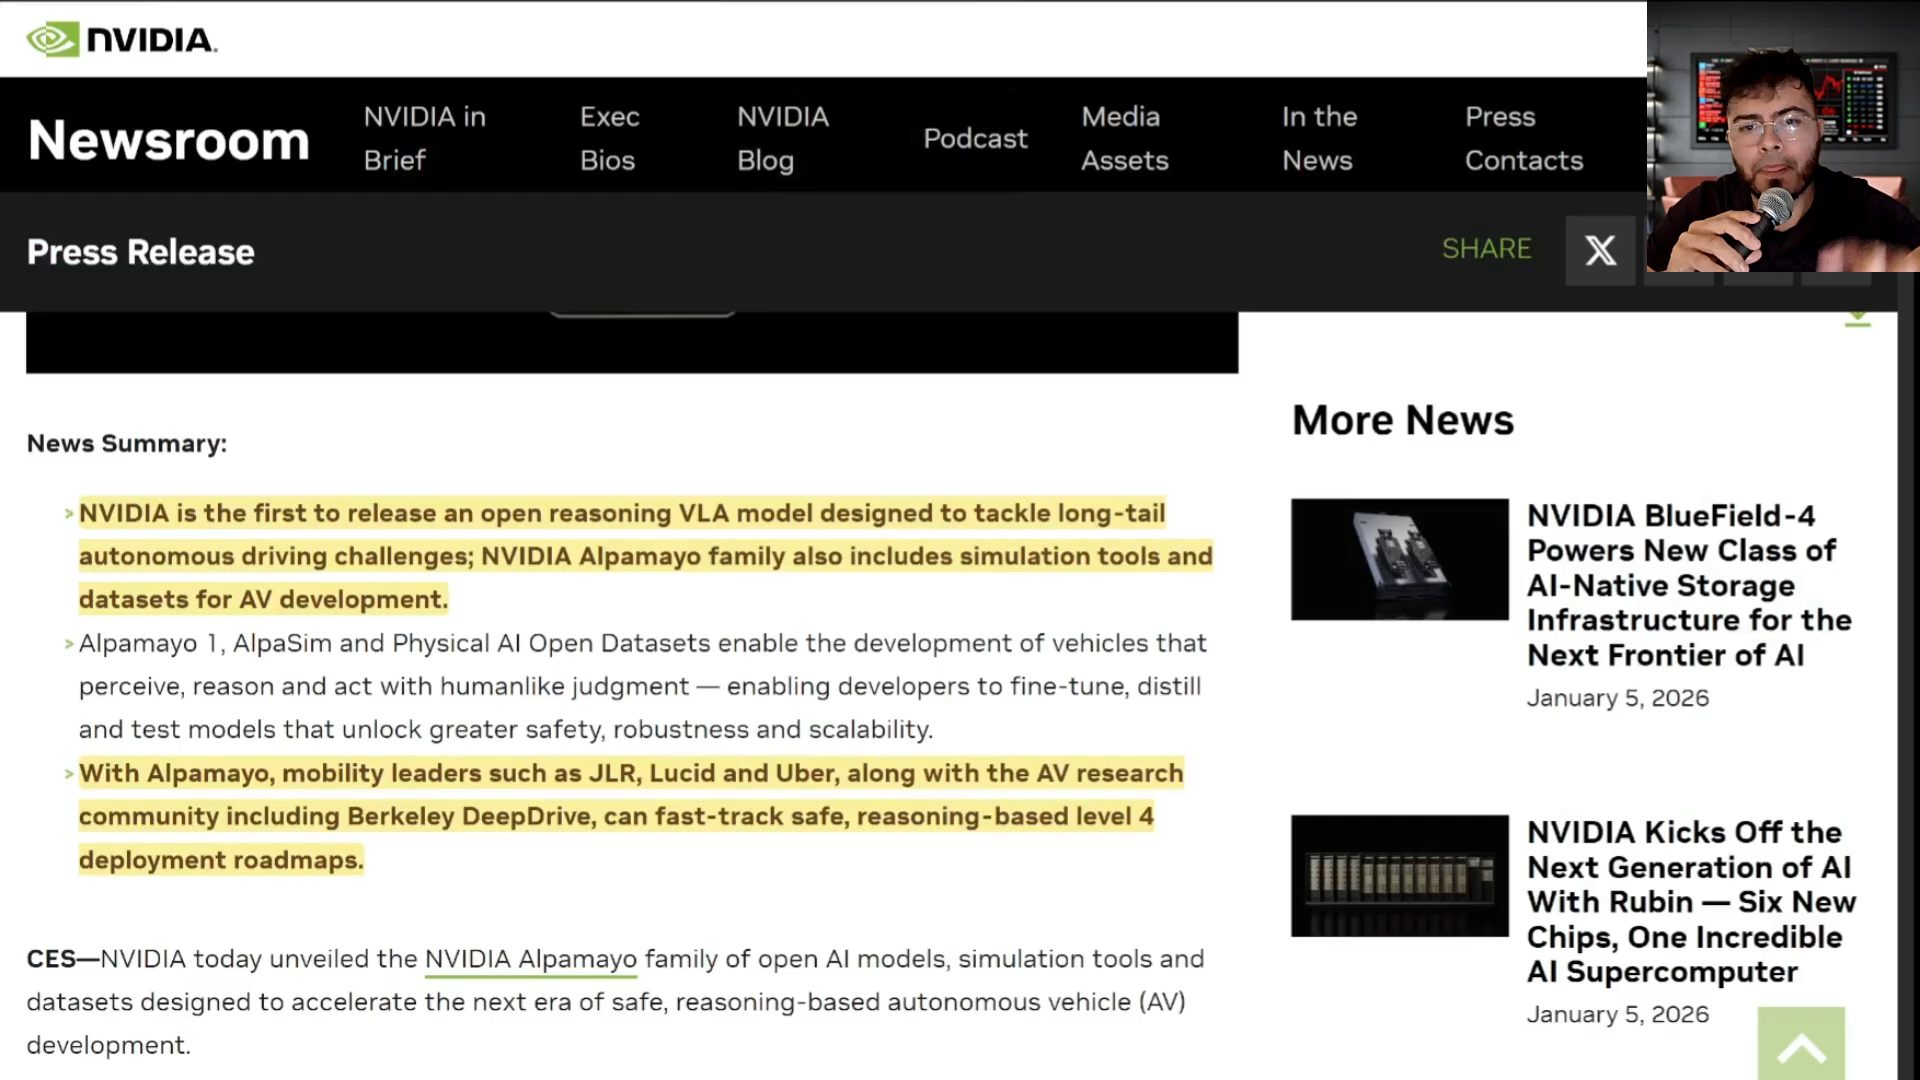 NVIDIA.
Newsroom
NVIDIA in
Brief
Exec
Bios
NVIDIA
Blog
Podcast
Media
Assets
In the
News
Press
Contacts
Press Release
SHARE
X
News Summary:
> NVIDIA is the first to release an open reasoning VLA model designed to tackle long-tail
autonomous driving challenges; NVIDIA Alpamayo family also includes simulation tools and
datasets for AV development.
> Alpamayo 1, AlpaSim and Physical AI Open Datasets enable the development of vehicles that
perceive, reason and act with humanlike judgment — enabling developers to fine-tune, distill
and test models that unlock greater safety, robustness and scalability.
> With Alpamayo, mobility leaders such as JLR, Lucid and Uber, along with the AV research
community including Berkeley DeepDrive, can fast-track safe, reasoning-based level 4
deployment roadmaps.
CES—NVIDIA today unveiled the NVIDIA Alpamayo family of open AI models, simulation tools and
datasets designed to accelerate the next era of safe, reasoning-based autonomous vehicle (AV)
development.
More News
NVIDIA BlueField-4
Powers New Class of
AI-Native Storage
Infrastructure for the
Next Frontier of AI
January 5, 2026
NVIDIA Kicks Off the
Next Generation of AI
With Rubin — Six New
Chips, One Incredible
AI Supercomputer
January 5, 2026